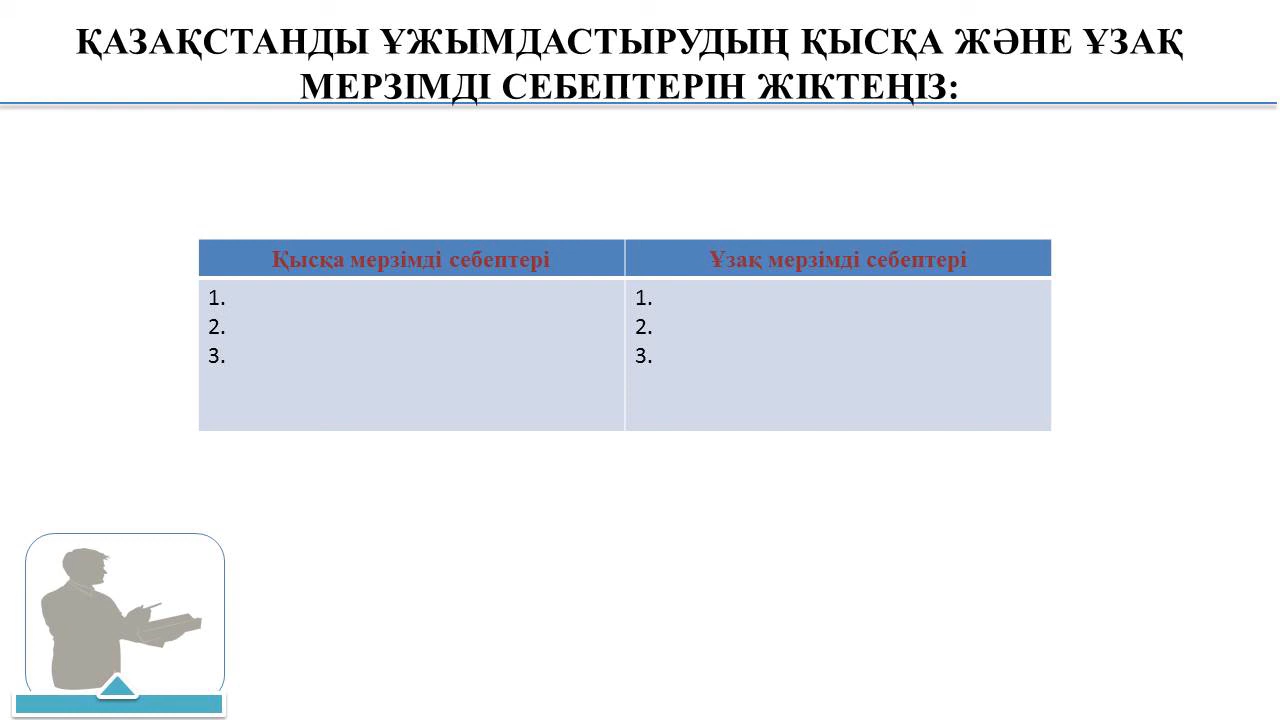 ҚАЗАҚСТАНДЫ ҰЖЫМДАСТЫРУДЫҢ ҚЫСҚА ЖӘНЕ ҰЗАҚ
МЕРЗІМДІ СЕБЕПТЕРІН ЖІКТЕҢІЗ:
Қысқа мерзімді себептері
Ұзақ мерзімді себептері
1.
2.
3.
1.
2.
3.